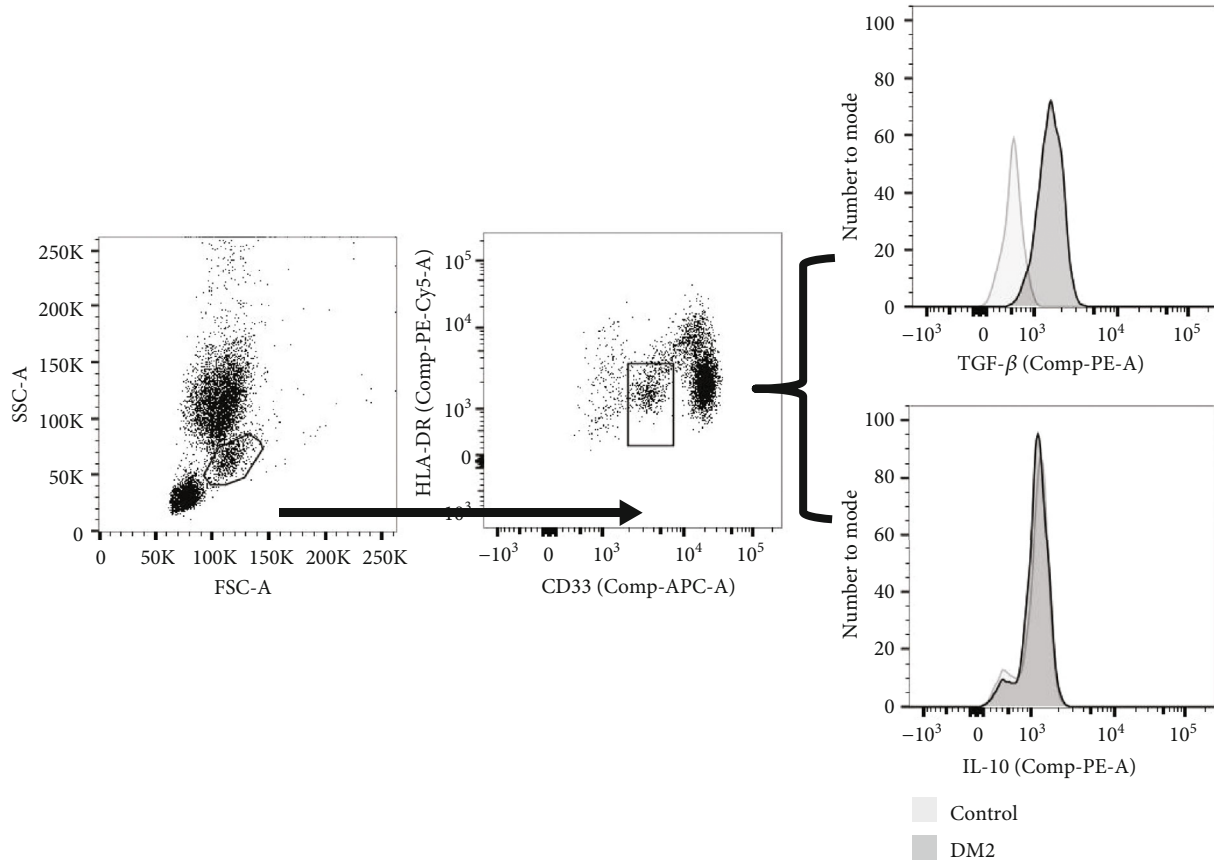 SSC-A
250K
200K
150K
100K
50K
0
0 50K 100K 150K 200K 250K
FSC-A
HLA-DR (Comp-PE-Cy5-A)
10⁵
10⁴
10³
0
10³
−10³ 0 10³ 10⁴ 10⁵
CD33 (Comp-APC-A)
Number to mode
100
80
60
40
20
0
−10³ 0 10³ 10⁴ 10⁵
TGF-β (Comp-PE-A)
Number to mode
100
80
60
40
20
0
−10³ 0 10³ 10⁴ 10⁵
IL-10 (Comp-PE-A)
Control
DM2